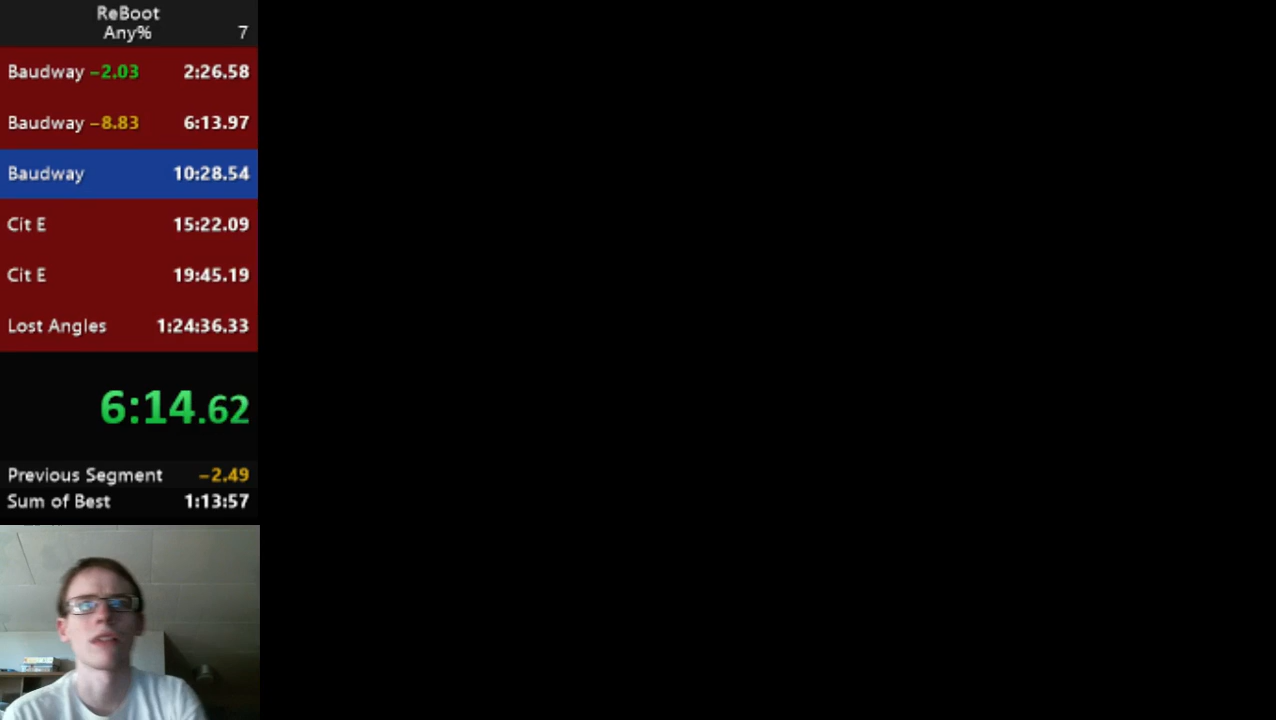 ReBoot
Any% 7
Baudway −2.03 2:26.58
Baudway −8.83 6:13.97
Baudway 10:28.54
Cit E 15:22.09
Cit E 19:45.19
Lost Angles 1:24:36.33
6:14.62
Previous Segment −2.49
Sum of Best 1:13:57